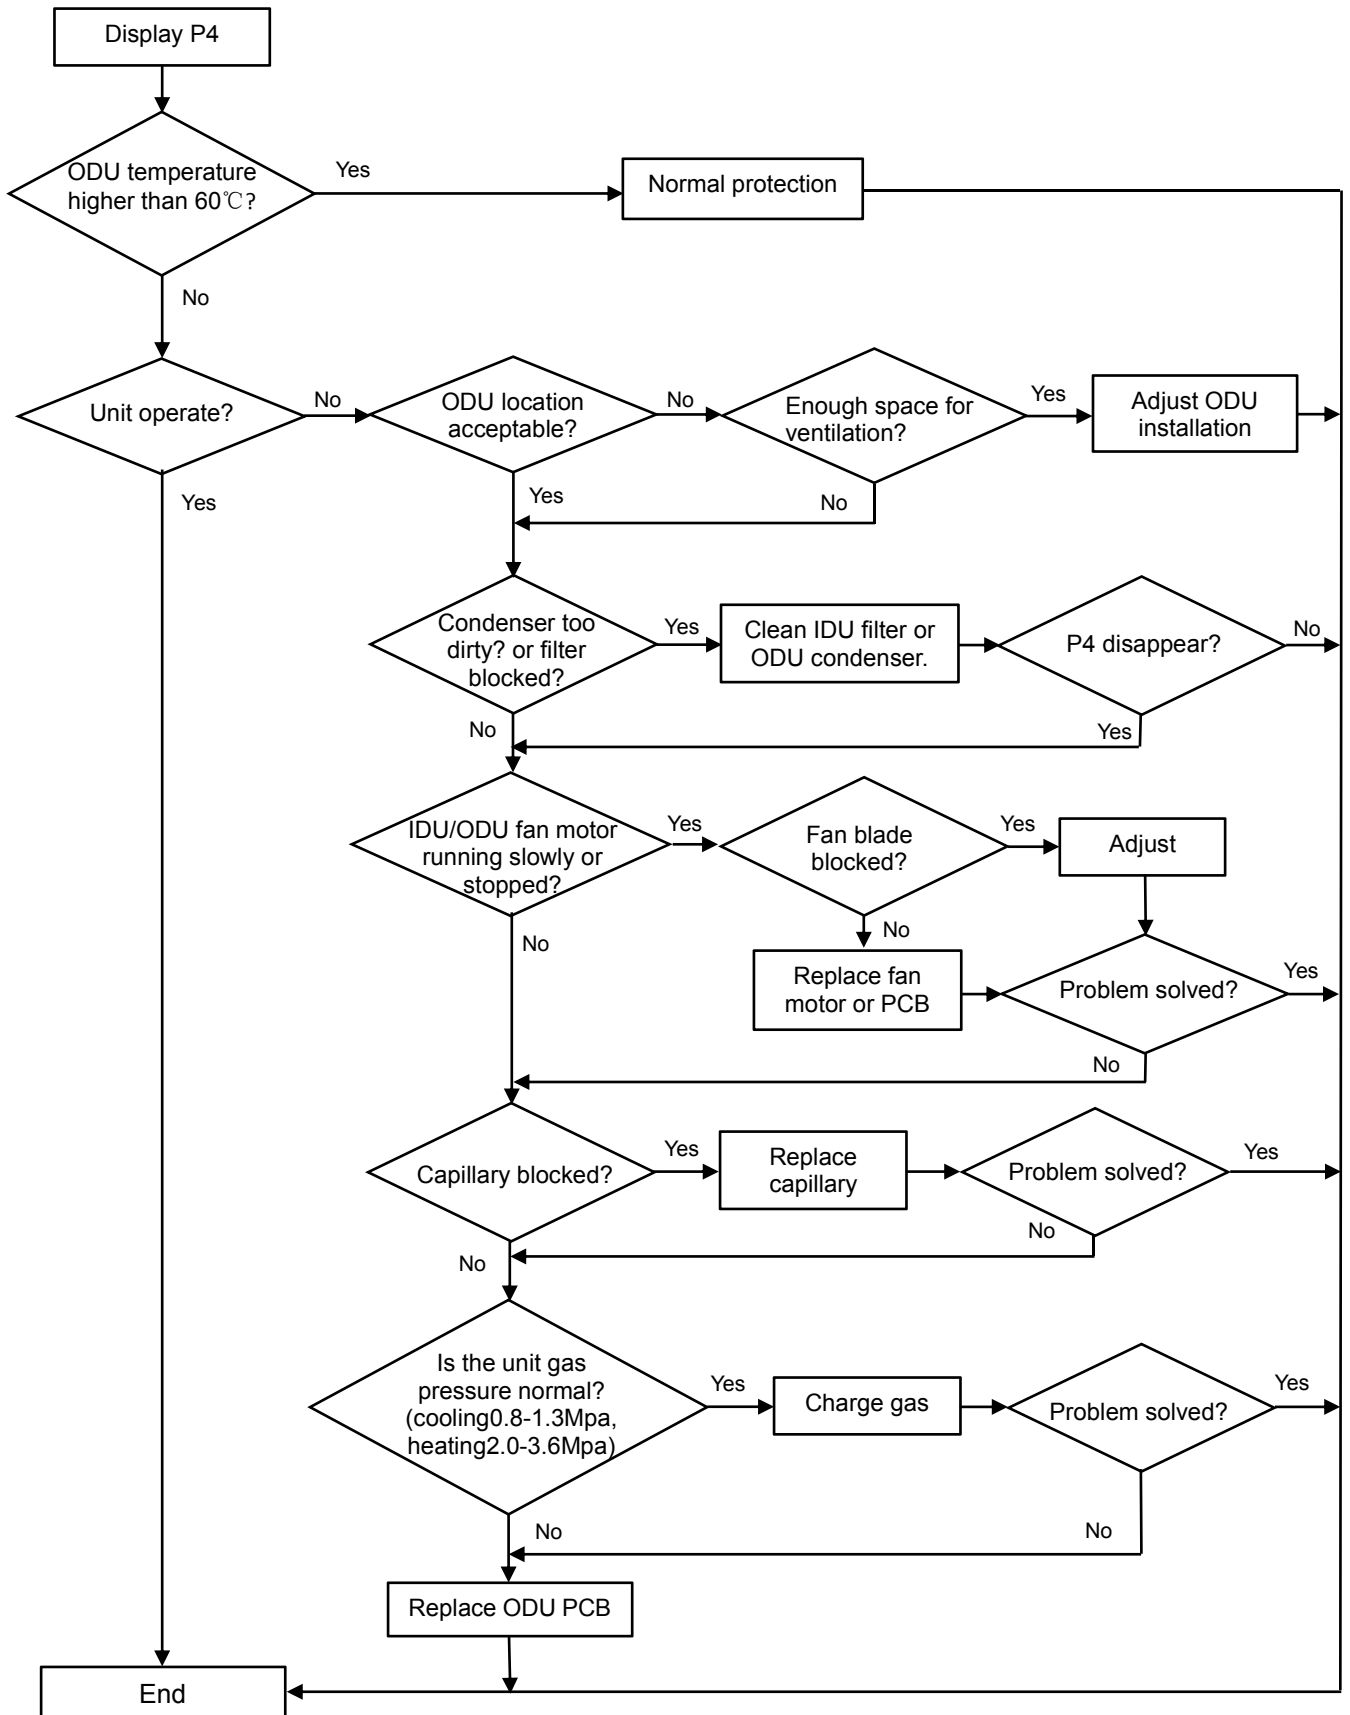 Display P4
ODU temperature
higher than 60℃?
Yes
Normal protection
No
Unit operate?
No
ODU location
acceptable?
No
Enough space for
ventilation?
Yes
Adjust ODU
installation
Yes
Yes
No
Condenser too
dirty? or filter
blocked?
Yes
Clean IDU filter or
ODU condenser.
P4 disappear?
No
No
Yes
IDU/ODU fan motor
running slowly or
stopped?
Yes
Fan blade
blocked?
Yes
Adjust
No
No
Replace fan
motor or PCB
Problem solved?
Yes
No
Capillary blocked?
Yes
Replace
capillary
Problem solved?
Yes
No
No
Is the unit gas
pressure normal?
(cooling0.8-1.3Mpa,
heating2.0-3.6Mpa)
Yes
Charge gas
Problem solved?
Yes
No
No
Replace ODU PCB
End